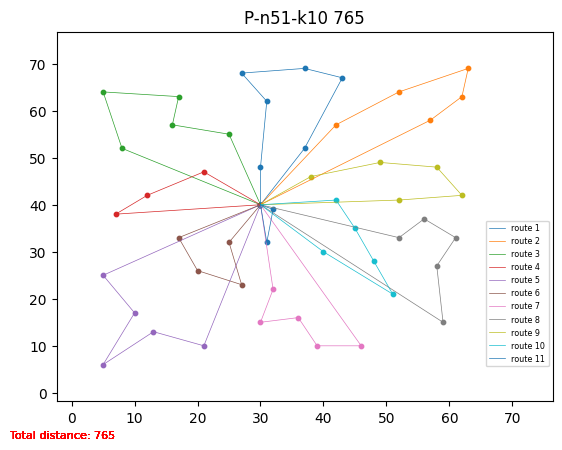 P-n51-k10 765
70
60
50
40
30
20
10
0
route 1
route 2
route 3
route 4
route 5
route 6
route 7
route 8
route 9
route 10
route 11
0 10 20 30 40 50 60 70
Total distance: 765